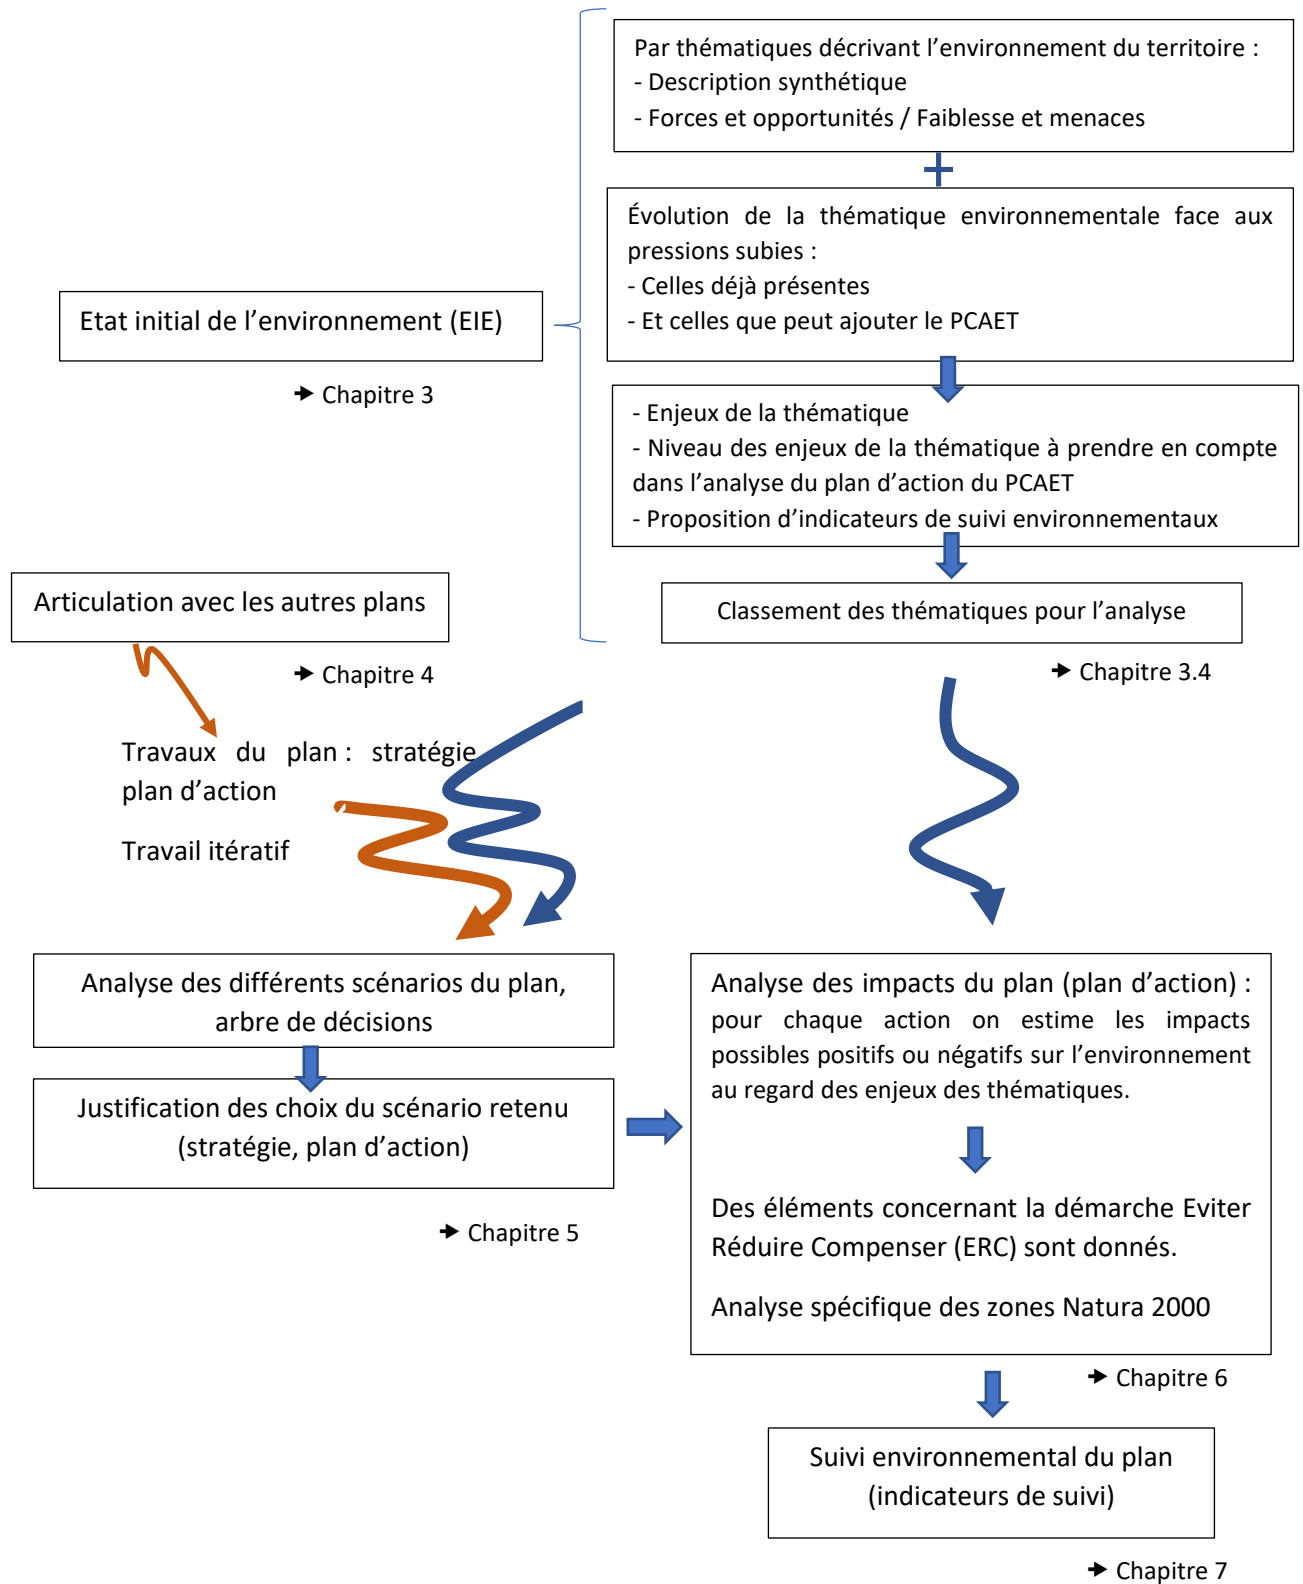 Par thématiques décrivant l’environnement du territoire :
- Description synthétique
- Forces et opportunités / Faiblesse et menaces
Évolution de la thématique environnementale face aux
pressions subies :
- Celles déjà présentes
- Et celles que peut ajouter le PCAET
Etat initial de l’environnement (EIE)
➔ Chapitre 3
- Enjeux de la thématique
- Niveau des enjeux de la thématique à prendre en compte
dans l’analyse du plan d’action du PCAET
- Proposition d’indicateurs de suivi environnementaux
Classement des thématiques pour l’analyse
➔ Chapitre 3.4
Articulation avec les autres plans
➔ Chapitre 4
Travaux du plan : stratégie
plan d’action
Travail itératif
Analyse des différents scénarios du plan,
arbre de décisions
Justification des choix du scénario retenu
(stratégie, plan d’action)
➔ Chapitre 5
Analyse des impacts du plan (plan d’action) :
pour chaque action on estime les impacts
possibles positifs ou négatifs sur l’environnement
au regard des enjeux des thématiques.
Des éléments concernant la démarche Eviter
Réduire Compenser (ERC) sont donnés.
Analyse spécifique des zones Natura 2000
➔ Chapitre 6
Suivi environnemental du plan
(indicateurs de suivi)
➔ Chapitre 7